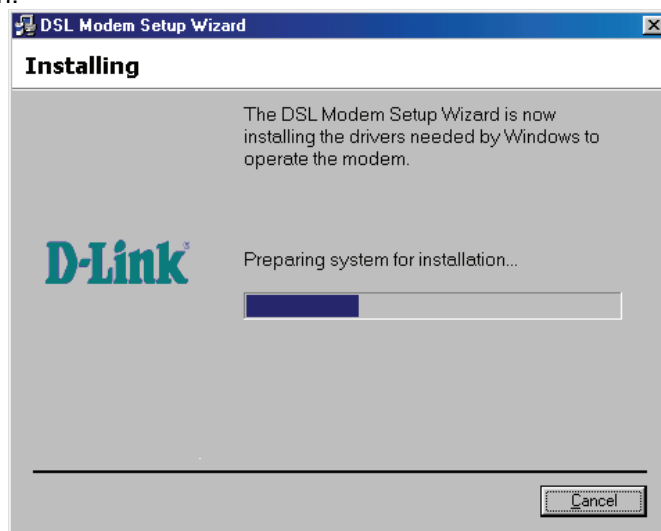 DSL Modem Setup Wizard
Installing
The DSL Modem Setup Wizard is now
installing the drivers needed by Windows to
operate the modem.
D-Link®
Preparing system for installation...
Cancel